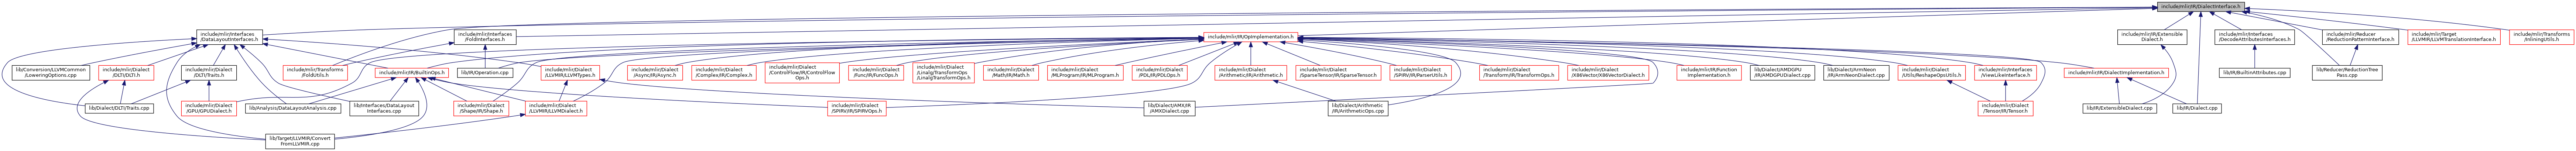 include/mlir/IR/DialectInterface.h
include/mlir/Interfaces
/DataLayoutInterfaces.h
include/mlir/Interfaces
/FoldInterfaces.h
include/mlir/IR/OpImplementation.h
include/mlir/IR/Extensible
Dialect.h
include/mlir/Interfaces
/DecodeAttributesInterfaces.h
include/mlir/Reducer
/ReductionPatternInterface.h
include/mlir/Target
/LLVMIR/LLVMTranslationInterface.h
include/mlir/Transforms
/InliningUtils.h
lib/Conversion/LLVMCommon
/LoweringOptions.cpp
include/mlir/Dialect
/DLTI/DLTI.h
include/mlir/Dialect
/DLTI/Traits.h
include/mlir/Transforms
/FoldUtils.h
include/mlir/IR/BuiltinOps.h
lib/IR/Operation.cpp
include/mlir/Dialect
/LLVMIR/LLVMTypes.h
include/mlir/Dialect
/Async/IR/Async.h
include/mlir/Dialect
/Complex/IR/Complex.h
include/mlir/Dialect
/ControlFlow/IR/ControlFlow
Ops.h
include/mlir/Dialect
/Func/IR/FuncOps.h
include/mlir/Dialect
/Linalg/TransformOps
/LinalgTransformOps.h
include/mlir/Dialect
/Math/IR/Math.h
include/mlir/Dialect
/MLProgram/IR/MLProgram.h
include/mlir/Dialect
/PDL/IR/PDLOps.h
include/mlir/Dialect
/Arithmetic/IR/Arithmetic.h
include/mlir/Dialect
/SparseTensor/IR/SparseTensor.h
include/mlir/Dialect
/SPIRV/IR/ParserUtils.h
include/mlir/Dialect
/Transform/IR/TransformOps.h
include/mlir/Dialect
/X86Vector/X86VectorDialect.h
include/mlir/IR/Function
Implementation.h
lib/Dialect/AMDGPU
/IR/AMDGPUDialect.cpp
lib/Dialect/ArmNeon
/IR/ArmNeonDialect.cpp
include/mlir/Dialect
/Utils/ReshapeOpsUtils.h
include/mlir/Interfaces
/ViewLikeInterface.h
include/mlir/IR/DialectImplementation.h
lib/IR/BuiltinAttributes.cpp
lib/Reducer/ReductionTree
Pass.cpp
lib/Dialect/DLTI/Traits.cpp
include/mlir/Dialect
/GPU/GPUDialect.h
lib/Analysis/DataLayoutAnalysis.cpp
lib/Interfaces/DataLayout
Interfaces.cpp
include/mlir/Dialect
/Shape/IR/Shape.h
include/mlir/Dialect
/LLVMIR/LLVMDialect.h
include/mlir/Dialect
/SPIRV/IR/SPIRVOps.h
lib/Dialect/AMX/IR
/AMXDialect.cpp
lib/Dialect/Arithmetic
/IR/ArithmeticOps.cpp
include/mlir/Dialect
/Tensor/IR/Tensor.h
lib/IR/ExtensibleDialect.cpp
lib/IR/Dialect.cpp
lib/Target/LLVMIR/Convert
FromLLVMIR.cpp